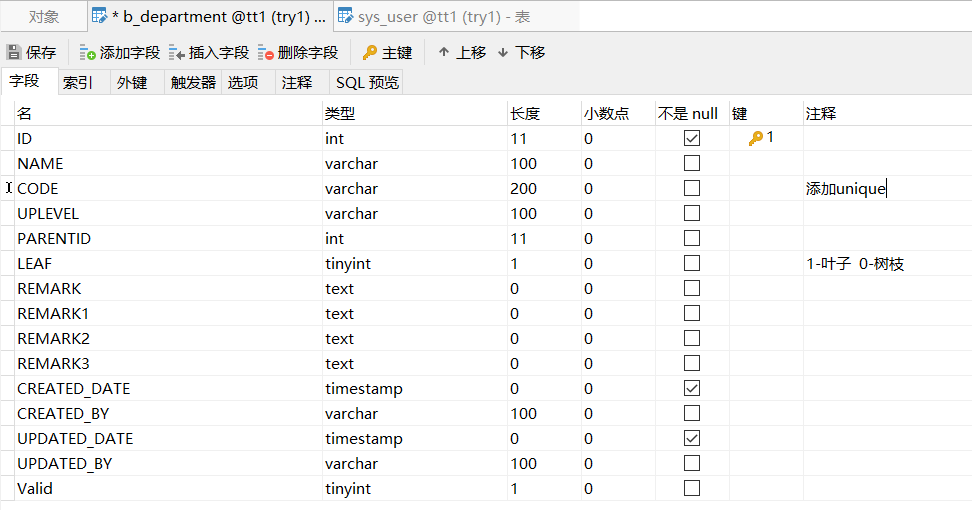 对象 * b_department @tt1 (try1) ... sys_user @tt1 (try1) - 表
保存 添加字段 插入字段 删除字段 主键 上移 下移
字段 索引 外键 触发器 选项 注释 SQL 预览
名 类型 长度 小数点 不是 null 键 注释
ID int 11 0 1
NAME varchar 100 0
CODE varchar 200 0 添加unique
UPLEVEL varchar 100 0
PARENTID int 11 0
LEAF tinyint 1 0 1-叶子 0-树枝
REMARK text 0 0
REMARK1 text 0 0
REMARK2 text 0 0
REMARK3 text 0 0
CREATED_DATE timestamp 0 0
CREATED_BY varchar 100 0
UPDATED_DATE timestamp 0 0
UPDATED_BY varchar 100 0
Valid tinyint 1 0